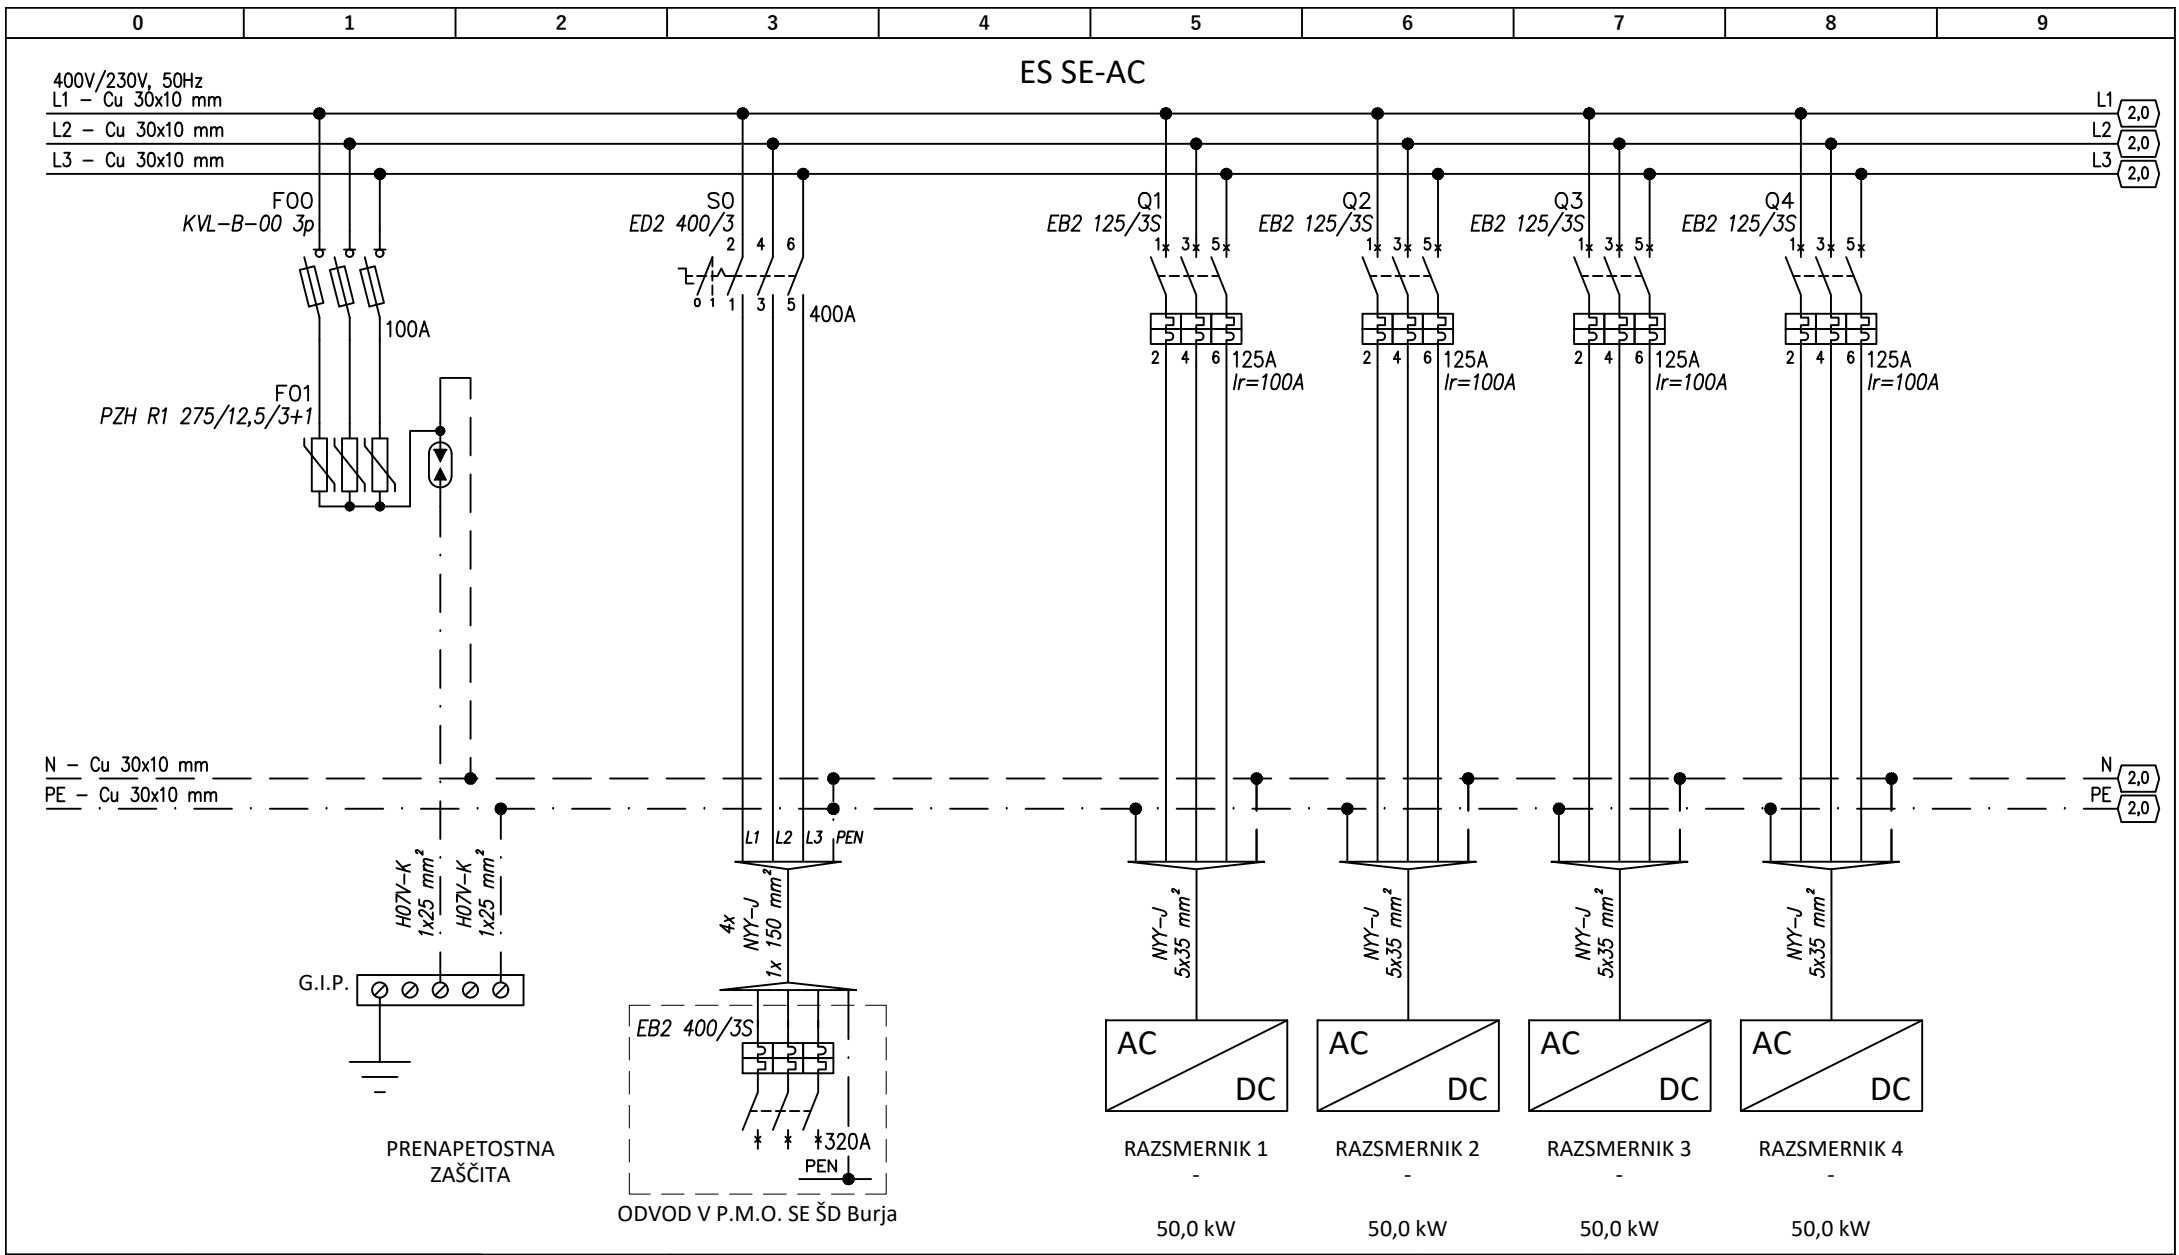 0 1 2 3 4 5 6 7 8 9
ES SE-AC
400V/230V, 50Hz
L1 - Cu 30x10 mm
L2 - Cu 30x10 mm
L3 - Cu 30x10 mm
L1 2,0
L2 2,0
L3 2,0
F00
KVL-B-00 3p
100A
F01
PZH R1 275/12,5/3+1
S0
ED2 400/3
2 4 6
0 1 1 3 5
400A
Q1
EB2 125/3S
1 3 5
2 4 6 125A
Ir=100A
Q2
EB2 125/3S
1 3 5
2 4 6 125A
Ir=100A
Q3
EB2 125/3S
1 3 5
2 4 6 125A
Ir=100A
Q4
EB2 125/3S
1 3 5
2 4 6 125A
Ir=100A
N - Cu 30x10 mm
PE - Cu 30x10 mm
N 2,0
PE 2,0
L1 L2 L3 PEN
H07V-K
1x25 mm²
H07V-K
1x25 mm²
4x
NYY-J
1x 150 mm²
NYY-J
5x35 mm²
NYY-J
5x35 mm²
NYY-J
5x35 mm²
NYY-J
5x35 mm²
G.I.P.
EB2 400/3S
320A
PEN
AC
DC
AC
DC
AC
DC
AC
DC
PRENAPETOSTNA
ZAŠČITA
ODVOD V P.M.O. SE ŠD Burja
RAZSMERNIK 1
-
50,0 kW
RAZSMERNIK 2
-
50,0 kW
RAZSMERNIK 3
-
50,0 kW
RAZSMERNIK 4
-
50,0 kW